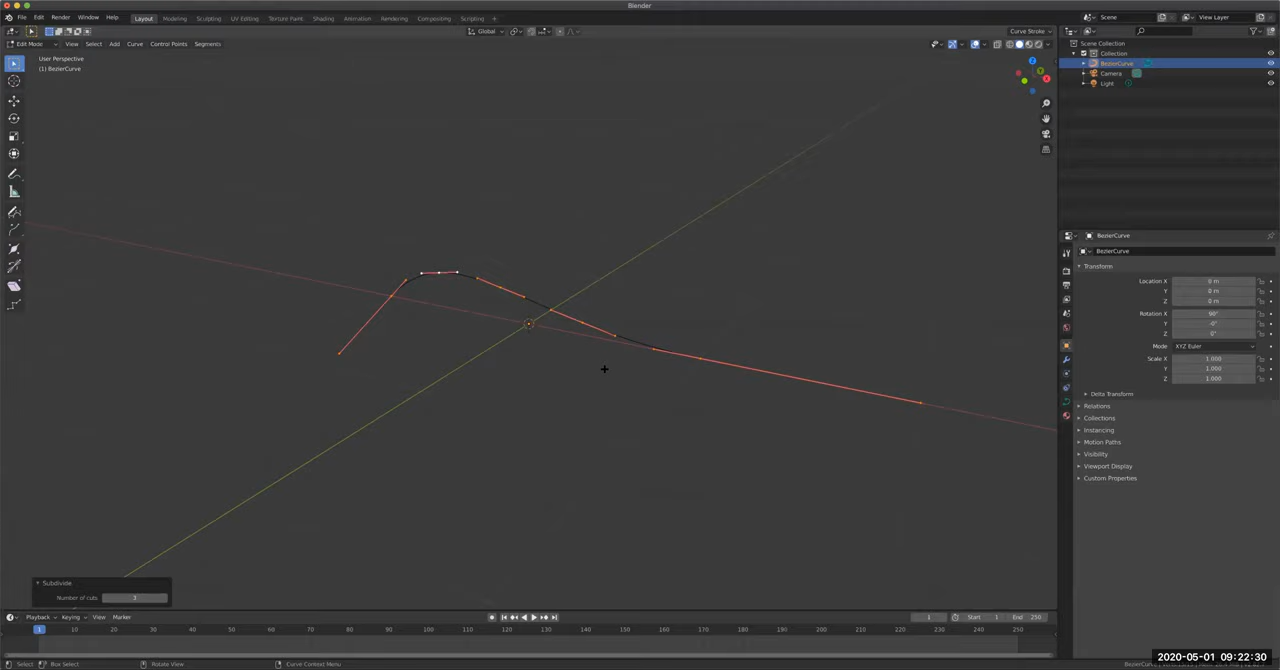 Blender
File Edit Render Window Help Layout Modeling Sculpting UV Editing Texture Paint Shading Animation Rendering Compositing Scripting + Scene View Layer
Global Curve Stroke
Edit Mode View Select Add Curve Control Points Segments
User Perspective
(1) BezierCurve
Z
Y
X
Scene Collection
Collection
BezierCurve
Camera
Light
BezierCurve
BezierCurve
Transform
Location X 0 m
Y 0 m
Z 0 m
Rotation X 90°
Y -0°
Z 0°
Mode XYZ Euler
Scale X 1.000
Y 1.000
Z 1.000
Delta Transform
Relations
Collections
Instancing
Motion Paths
Visibility
Viewport Display
Custom Properties
Subdivide
Number of cuts 3
Playback Keying View Marker 1 Start 1 End 250
1 10 20 30 40 50 60 70 80 90 100 110 120 130 140 150 160 170 180 190 200 210 220 230 240 250
Select Box Select Rotate View Curve Context Menu
2020-05-01 09:22:30